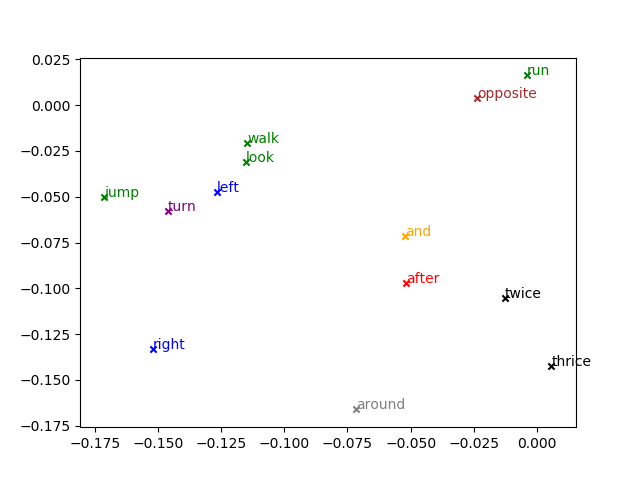 0.025
0.000
−0.025
−0.050
−0.075
−0.100
−0.125
−0.150
−0.175
run
opposite
walk
look
left
jump
turn
and
after
twice
right
thrice
around
−0.175 −0.150 −0.125 −0.100 −0.075 −0.050 −0.025 0.000